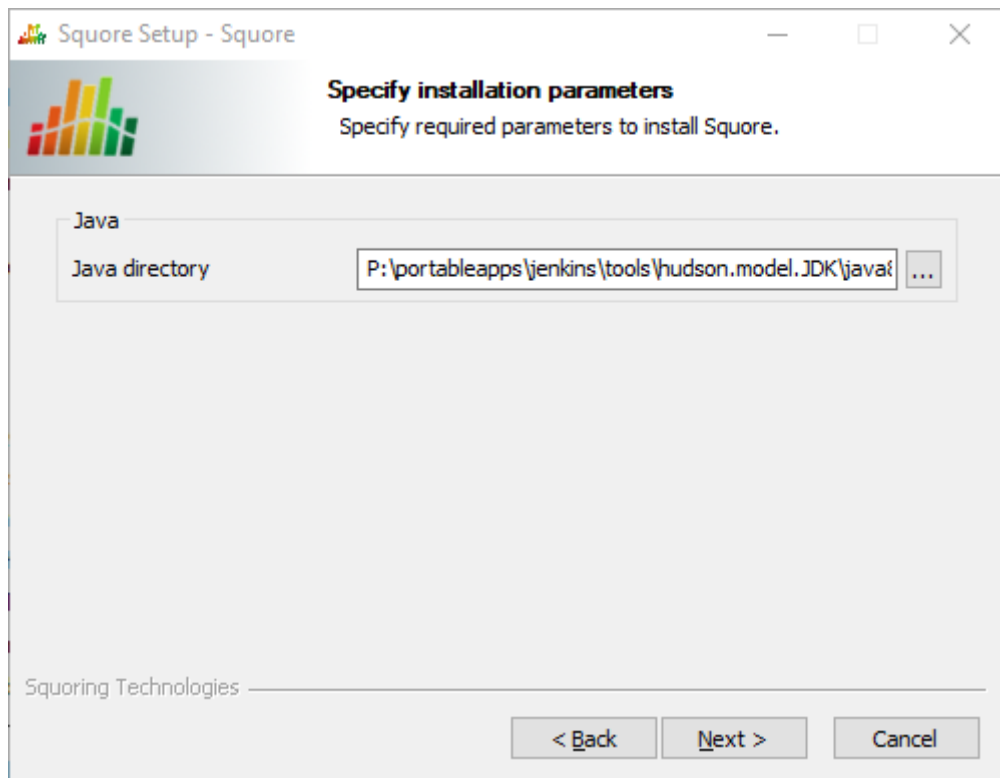 Squore Setup - Squore
Specify installation parameters
Specify required parameters to install Squore.
Java
Java directory
P:\portableapps\jenkins\tools\hudson.model.JDK\java8
...
Squoring Technologies
< Back
Next >
Cancel